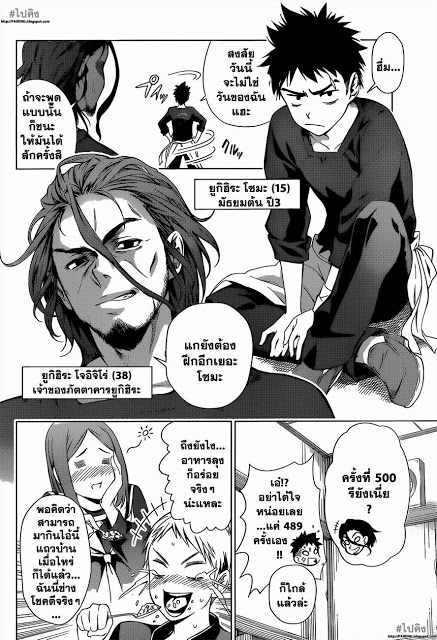 #ไปคิง
http://PAIRING.blogspot.com
#ไปคิง
ฮึ่ม...
สงสัย
วันนี้
จะไม่ใช่
วันของฉัน
แฮะ
ถ้าจะพูด
แบบนั้น
ก็ชนะ
ให้มันได้
สักครั้งสิ
ยูกิฮิระ โซมะ (15)
มัธยมต้น ปี3
แกยังต้อง
ฝึกอีกเยอะ
โซมะ
ยูกิฮิระ โจอิจิโร่ (38)
เจ้าของภัตตาคารยูกิฮิระ
ครั้งที่ 500
รึยังเนี่ย
?
เอ๋!?
อย่าได้ใจ
หน่อยเลย
...แค่ 489
ครั้งเอง
!!
ก็ใกล้
แล้วล่ะ
ถึงยังไง...
อาหารลุง
ก็อร่อย
จริงๆ
น่ะแหละ
พอคิดว่า
สามารถ
มากินไอ้นี่
แถวบ้าน
เมื่อไหร่
ก็ได้แล้ว...
ฉันนี่ช่าง
โชคดีจริงๆ
...
#ไปคิง